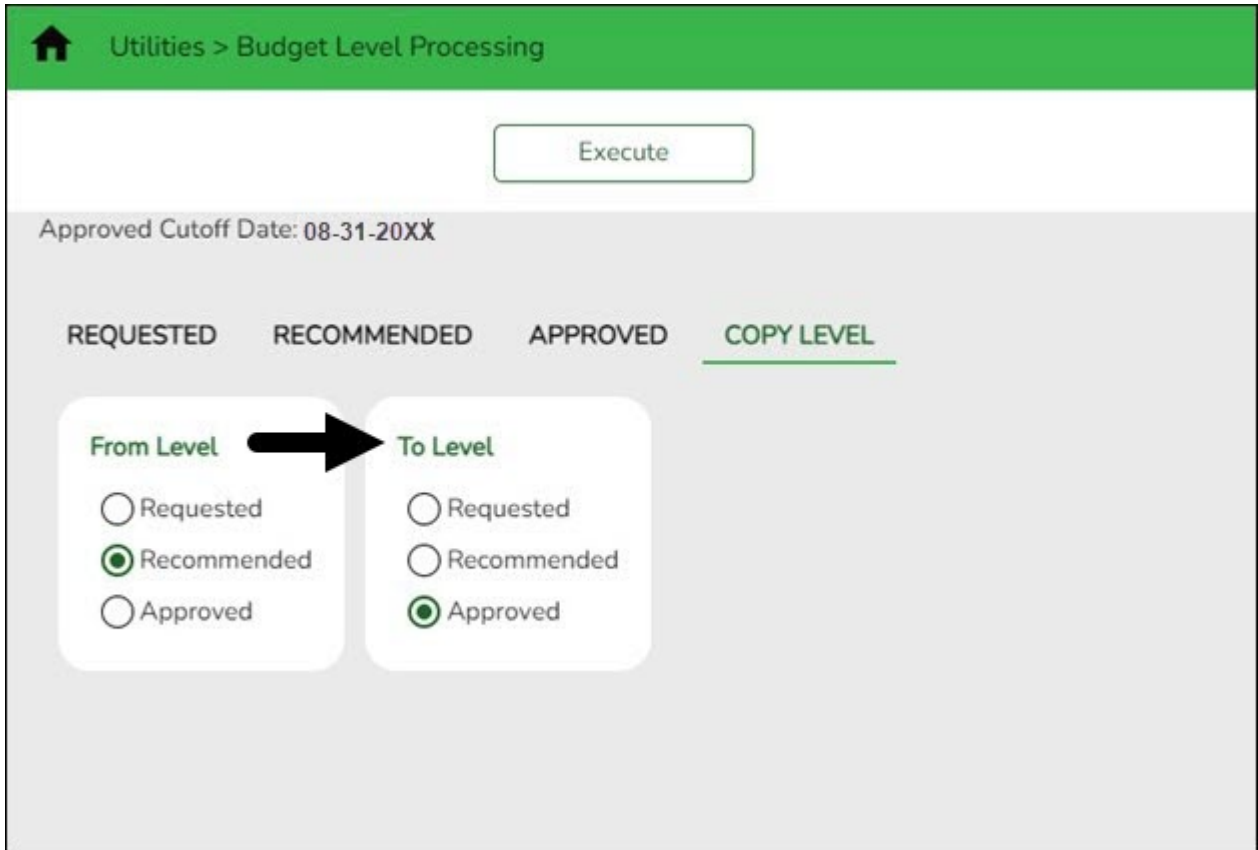 Utilities > Budget Level Processing
Execute
Approved Cutoff Date: 08-31-20XX
REQUESTED RECOMMENDED APPROVED COPY LEVEL
From Level To Level
Requested Requested
Recommended Recommended
Approved Approved